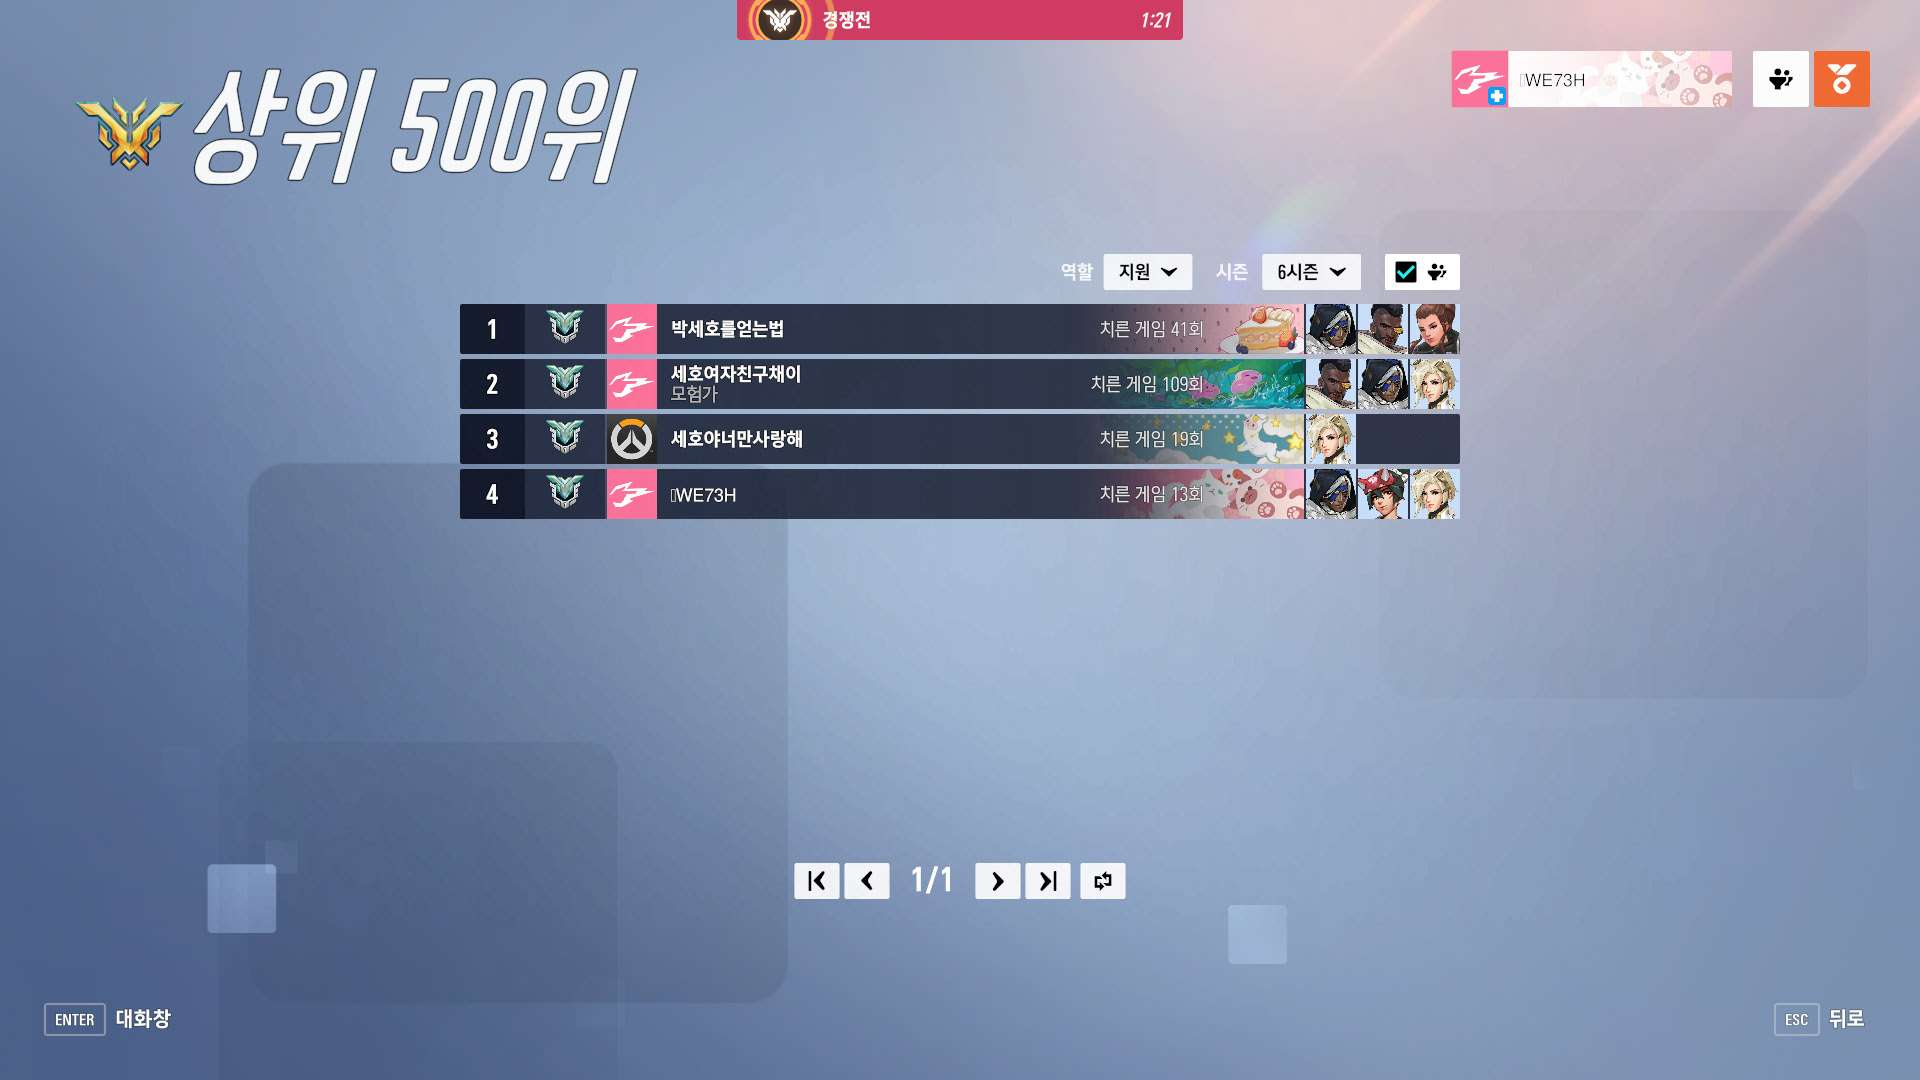 경쟁전 1:21
WE73H
상위 500위
역할 지원 시즌 6시즌
1 박세호를얻는법 치른 게임 41회
2 세호여자친구채이 치른 게임 109회
모험가
3 세호야너만사랑해 치른 게임 19회
4 WE73H 치른 게임 13회
1/1
ENTER 대화창
ESC 뒤로